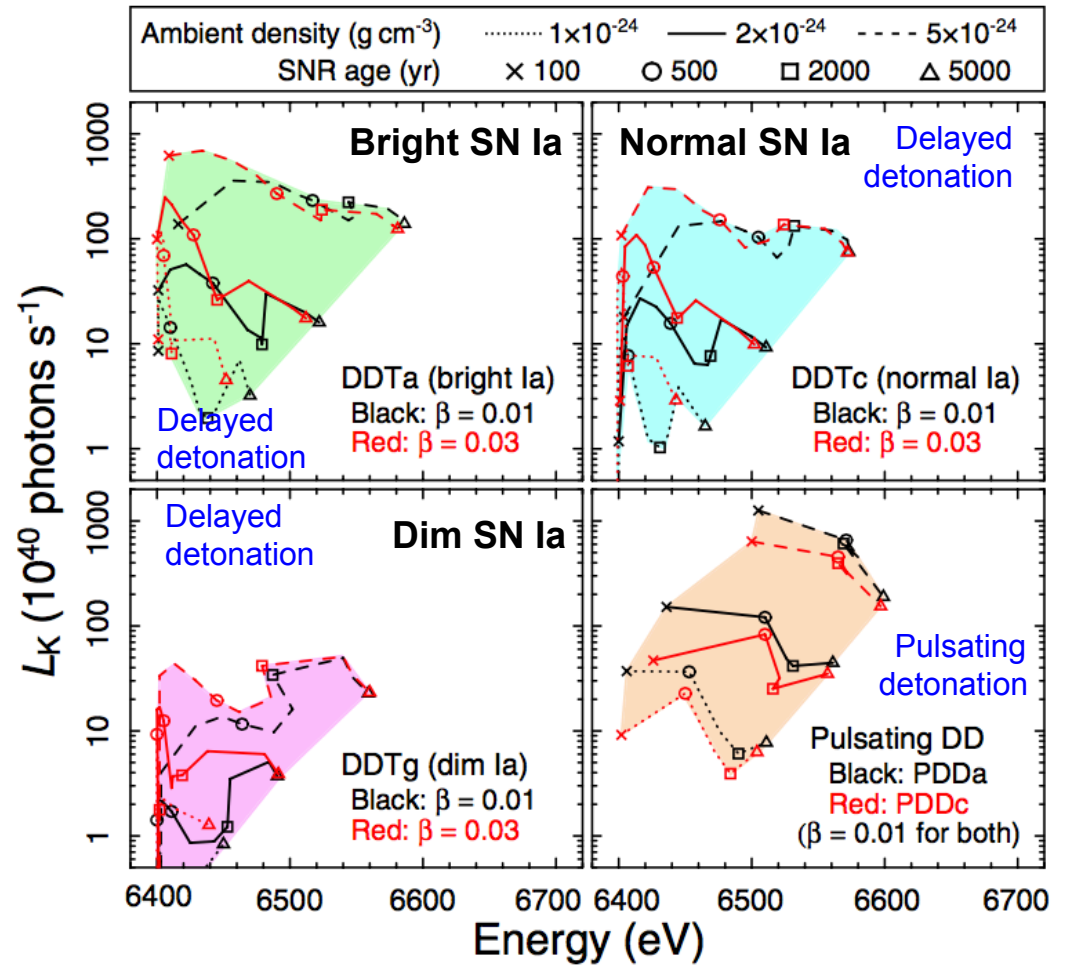 Ambient density (g cm-3) 1×10-24 2×10-24 5×10-24
SNR age (yr) 100 500 2000 5000
Bright SN Ia
DDTa (bright Ia)
Black: β = 0.01
Red: β = 0.03
Delayed
detonation
Normal SN Ia
Delayed
detonation
DDTc (normal Ia)
Black: β = 0.01
Red: β = 0.03
1000
100
10
1
Delayed
detonation
Dim SN Ia
DDTg (dim Ia)
Black: β = 0.01
Red: β = 0.03
Pulsating
detonation
Pulsating DD
Black: PDDa
Red: PDDc
(β = 0.01 for both)
1000
100
10
1
LK (1040 photons s-1)
6400 6500 6600 6700
6400 6500 6600 6700
Energy (eV)